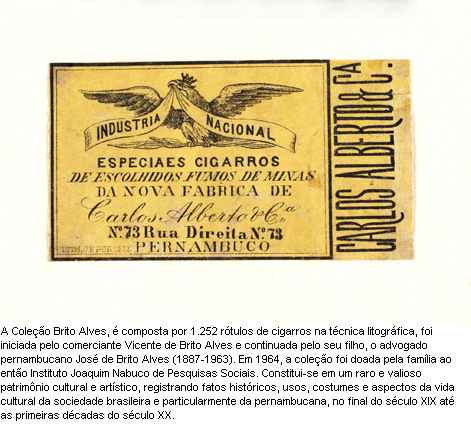 INDUSTRIA NACIONAL
ESPECIAES CIGARROS
DE ESCOLHIDOS FUMOS DE MINAS
DA NOVA FABRICA DE
Carlos Alberto & C.ª
Nº 73 Rua Direita Nº 73
PERNAMBUCO
CARLOS ALBERTO & Cª.
A Coleção Brito Alves, é composta por 1.252 rótulos de cigarros na técnica litográfica, foi
iniciada pelo comerciante Vicente de Brito Alves e continuada pelo seu filho, o advogado
pernambucano José de Brito Alves (1887-1963). Em 1964, a coleção foi doada pela família ao
então Instituto Joaquim Nabuco de Pesquisas Sociais. Constitui-se em um raro e valioso
patrimônio cultural e artístico, registrando fatos históricos, usos, costumes e aspectos da vida
cultural da sociedade brasileira e particularmente da pernambucana, no final do século XIX até
as primeiras décadas do século XX.